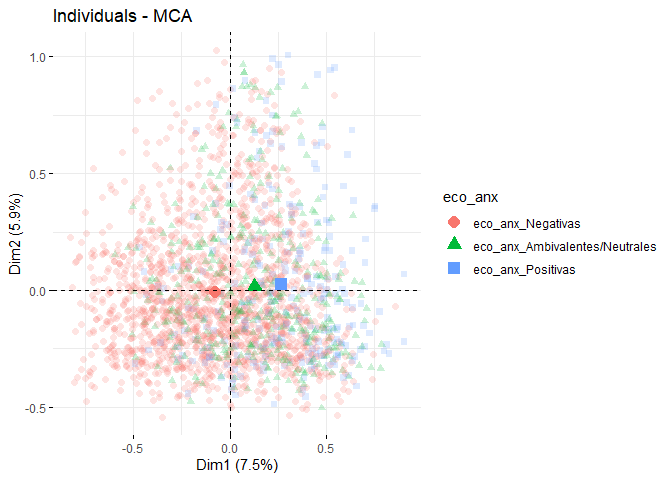 Individuals - MCA
1.0
0.5
0.0
-0.5
Dim2 (5.9%)
-0.5
0.0
0.5
Dim1 (7.5%)
eco_anx
eco_anx_Negativas
eco_anx_Ambivalentes/Neutrales
eco_anx_Positivas